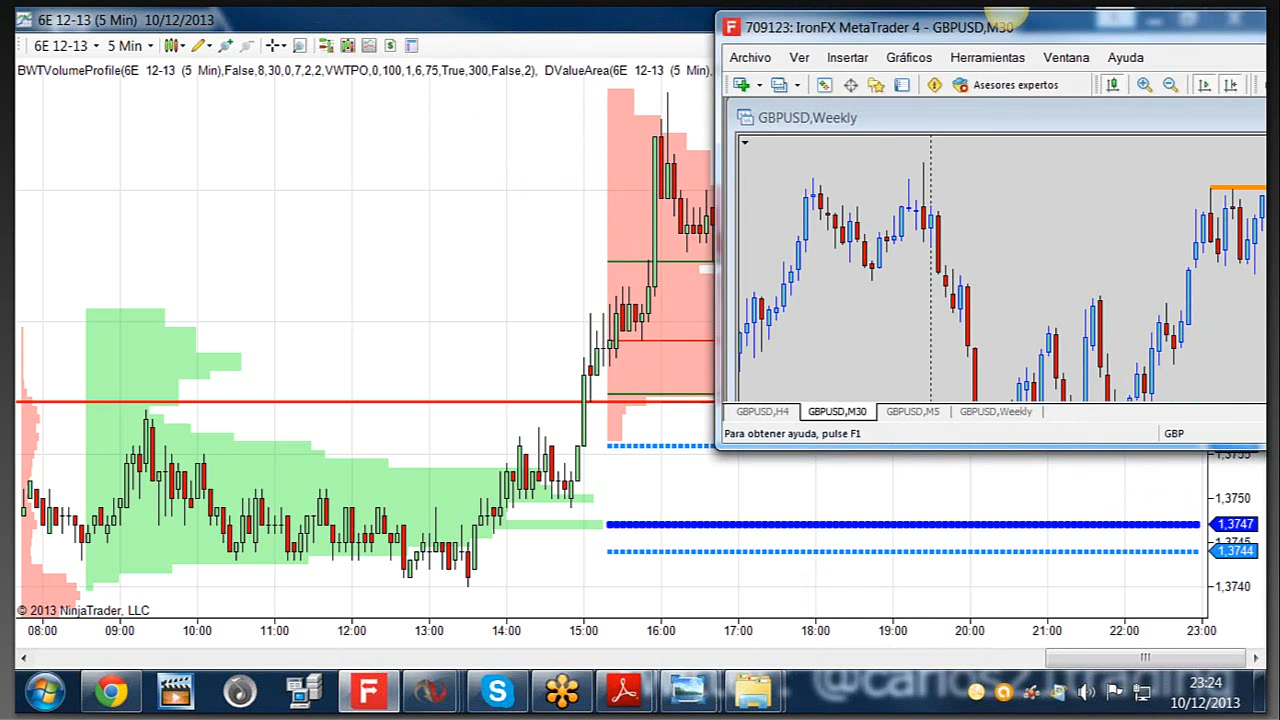 6E 12-13 (5 Min) 10/12/2013
6E 12-13 5 Min
BWTVolumeProfile(6E 12-13 (5 Min),False,8,30,0,7,2,2,VWTPO,0,100,1,6,75,True,300,False,2), DValueArea(6E 12-13 (5 Min),
709123: IronFX MetaTrader 4 - GBPUSD,M30
Archivo Ver Insertar Gráficos Herramientas Ventana Ayuda
Asesores expertos
GBPUSD,Weekly
GBPUSD,H4 GBPUSD,M30 GBPUSD,M5 GBPUSD,Weekly
Para obtener ayuda, pulse F1 GBP
1,3755
1,3750
1,3747
1,3745
1,3744
1,3740
© 2013 NinjaTrader, LLC
08:00 09:00 10:00 11:00 12:00 13:00 14:00 15:00 16:00 17:00 18:00 19:00 20:00 21:00 22:00 23:00
23:24
10/12/2013